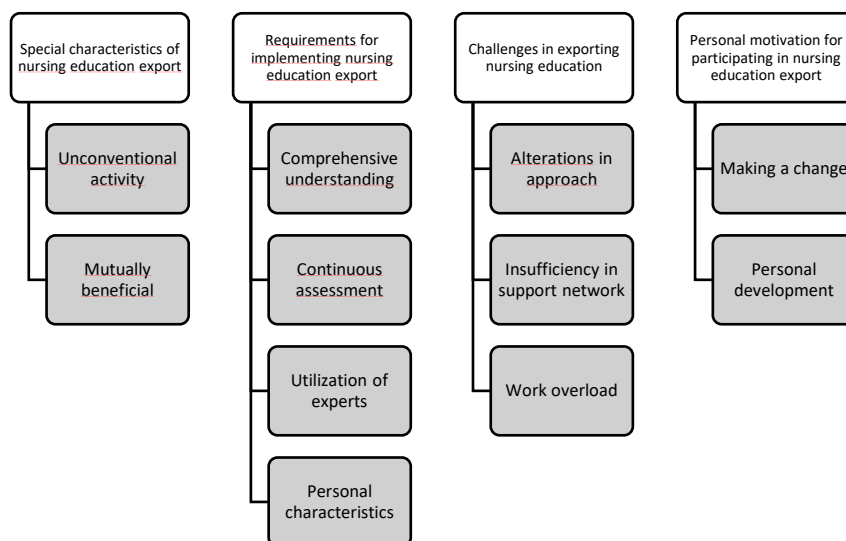 Special characteristics of
nursing education export
Unconventional
activity
Mutually
beneficial
Requirements for
implementing nursing
education export
Comprehensive
understanding
Continuous
assessment
Utilization of
experts
Personal
characteristics
Challenges in exporting
nursing education
Alterations in
approach
Insufficiency in
support network
Work overload
Personal motivation for
participating in nursing
education export
Making a change
Personal
development